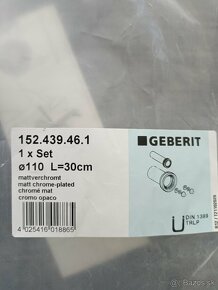 152.439.46.1
GEBERIT
1 x Set
ø110 L=30cm
mattverchromt
matt chrome-plated
chromé mat
cromo opaco
DIN 1389
TRLP
4 025416 018865
bazos.sk